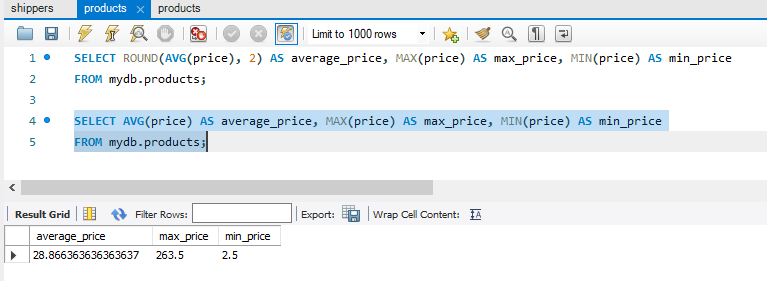 shippers products products
Limit to 1000 rows
1 SELECT ROUND(AVG(price), 2) AS average_price, MAX(price) AS max_price, MIN(price) AS min_price
2 FROM mydb.products;
3
4 SELECT AVG(price) AS average_price, MAX(price) AS max_price, MIN(price) AS min_price
5 FROM mydb.products;
Result Grid Filter Rows: Export: Wrap Cell Content:
average_price max_price min_price
28.866363636363637 263.5 2.5